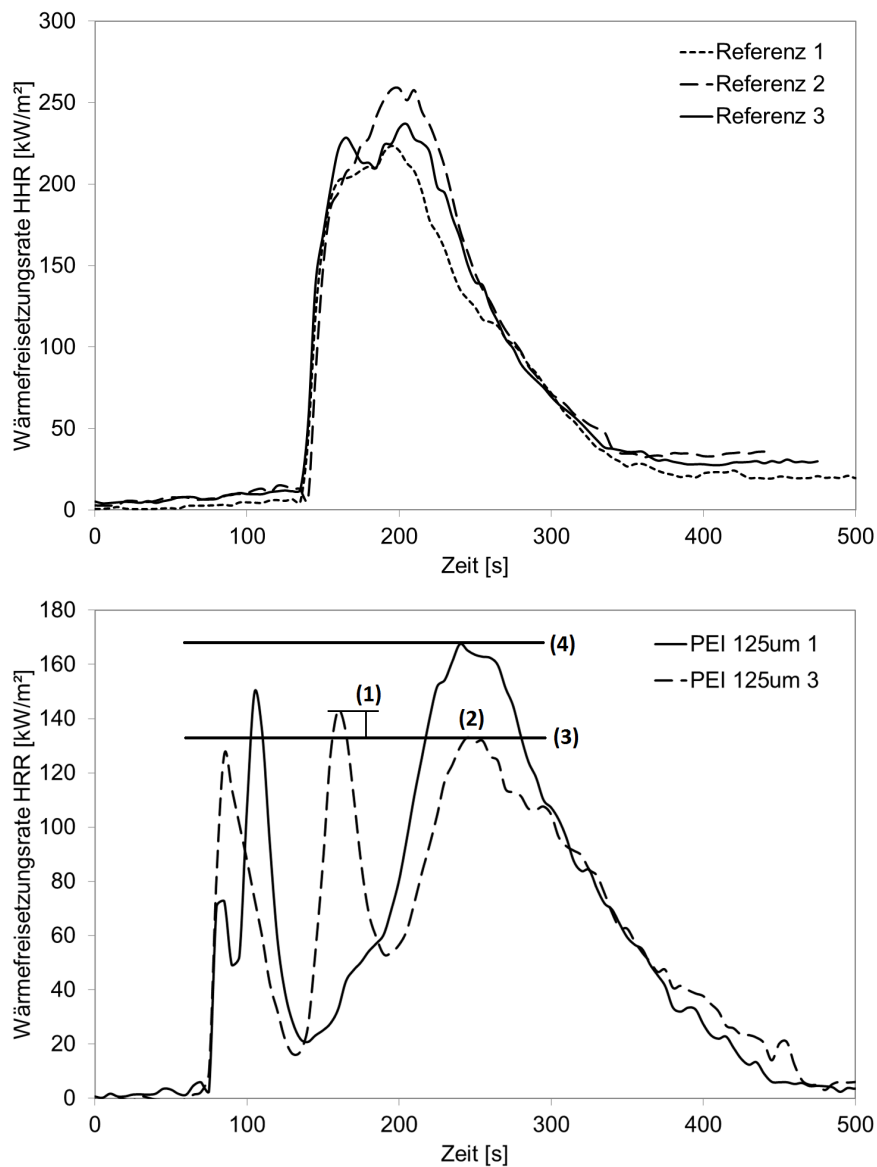 Wärmefreisetzungsrate HHR [kW/m²]
300
250
200
150
100
50
0
Referenz 1
Referenz 2
Referenz 3
0 100 200 300 400 500
Zeit [s]
Wärmefreisetzungsrate HRR [kW/m²]
180
160
140
120
100
80
60
40
20
0
PEI 125um 1
PEI 125um 3
(4)
(1)
(2)
(3)
0 100 200 300 400 500
Zeit [s]